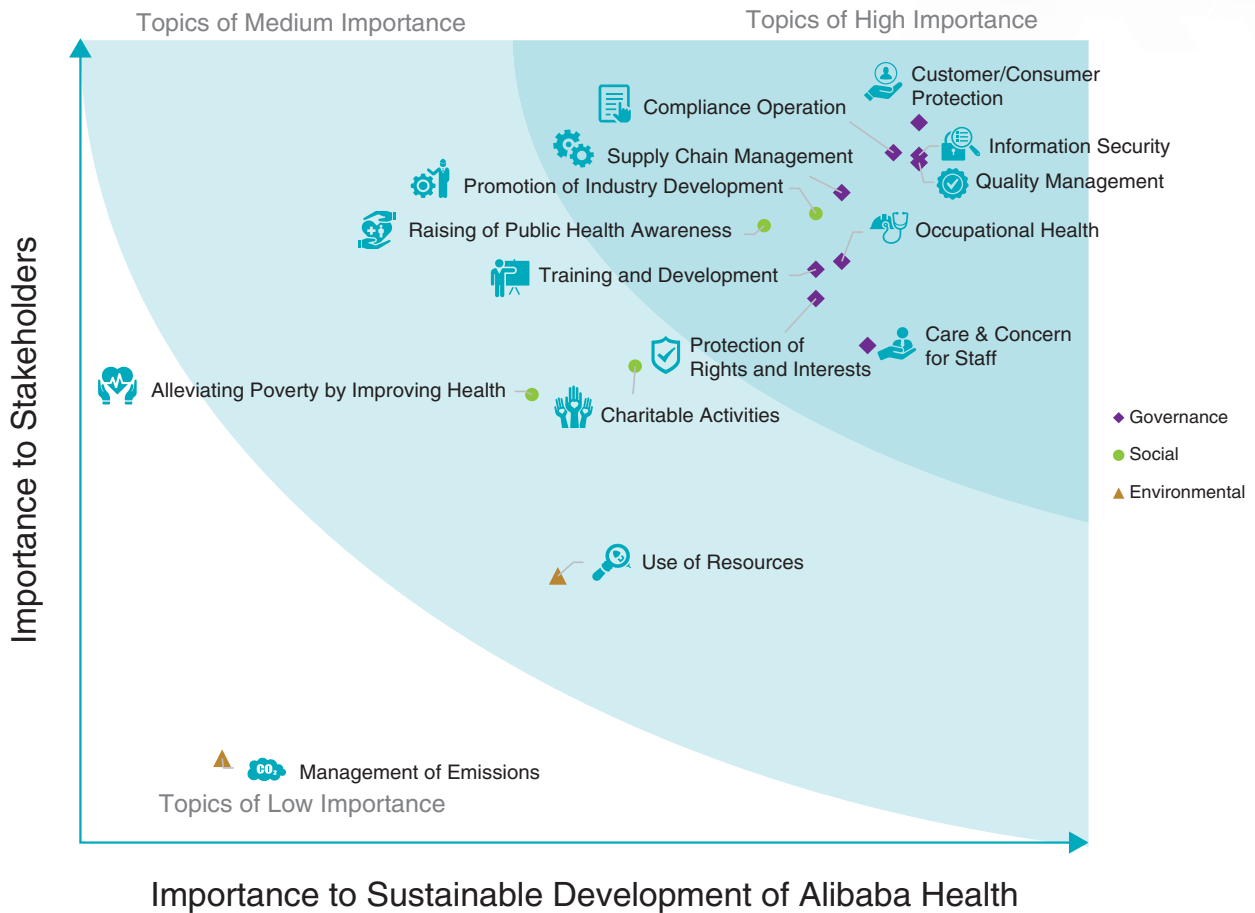 Topics of Medium Importance
Topics of High Importance
Customer/Consumer
Protection
Compliance Operation
Information Security
Supply Chain Management
Quality Management
Promotion of Industry Development
Raising of Public Health Awareness
Occupational Health
Training and Development
Protection of
Rights and Interests
Care & Concern
for Staff
Alleviating Poverty by Improving Health
Charitable Activities
Governance
Social
Environmental
Use of Resources
CO₂
Management of Emissions
Topics of Low Importance
Importance to Stakeholders
Importance to Sustainable Development of Alibaba Health